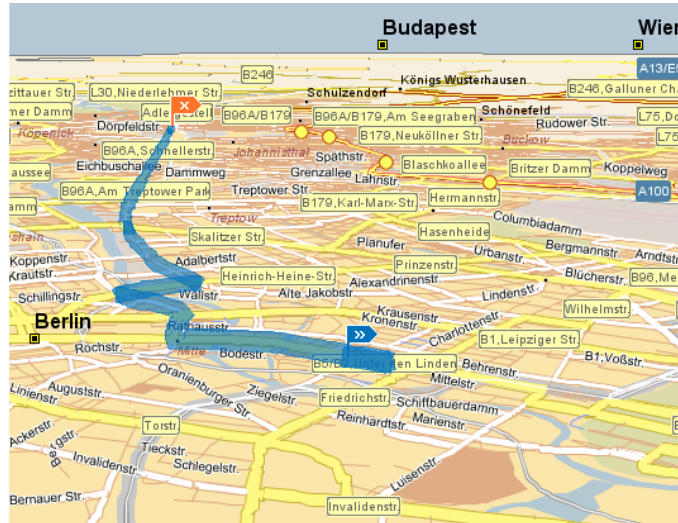 Budapest
Wien
A13/E5
B246
B246,Galluner Cha
Königs Wusterhausen
zittauer Str.
L30,Niederlehmer Str.
Schulzendorf
Schönefeld
mer Damm
Adlergestell
B96A/B179
B96A/B179,Am Seegraben
Rudower Str.
L75,Do
Köpenick
Dörpfeldstr.
B179,Neuköllner Str.
Buckow
L75,
B96A,Schnellerstr.
Johannisthal
Späthstr.
Blaschkoallee
Britzer Damm
Koppelweg
Eichbuschallee
Dammweg
Grenzallee
Lahnstr.
aussee
B96A,Am Treptower Park
Treptower Str.
Hermannstr.
A100
amm
Treptow
B179,Karl-Marx-Str.
Columbiadamm
shain
Skalitzer Str.
Planufer
Hasenheide
Bergmannstr.
Urbanstr.
Arndtstr
Koppenstr.
Adalbertstr.
Prinzenstr.
Krautstr.
Heinrich-Heine-Str.
Alexandrinenstr.
Blücherstr.
B96,Me
Schillingstr.
Wallstr.
Alte Jakobstr.
Lindenstr.
Wilhelmstr.
Berlin
Rathausstr.
Krausenstr.
Kronenstr.
Charlottenstr.
B1,Leipziger Str.
Rochstr.
Mitte
Bodestr.
B5/B2,Unter den Linden
Behrenstr.
B1,Voßstr.
Oranienburger Str.
Mittelstr.
Auguststr.
Ziegelstr.
Friedrichstr.
Schiffbauerdamm
Linienstr.
Reinhardtstr.
Marienstr.
Torstr.
Ackerstr.
Bergstr.
Tieckstr.
Invalidenstr.
Schlegelstr.
Luisenstr.
Bernauer Str.
Invalidenstr.